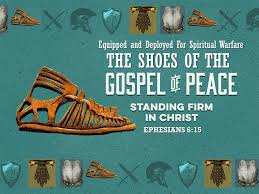 Equipped and Deployed For Spiritual Warfare
THE SHOES OF THE
GOSPEL OF PEACE
STANDING FIRM
IN CHRIST
EPHESIANS 6:15